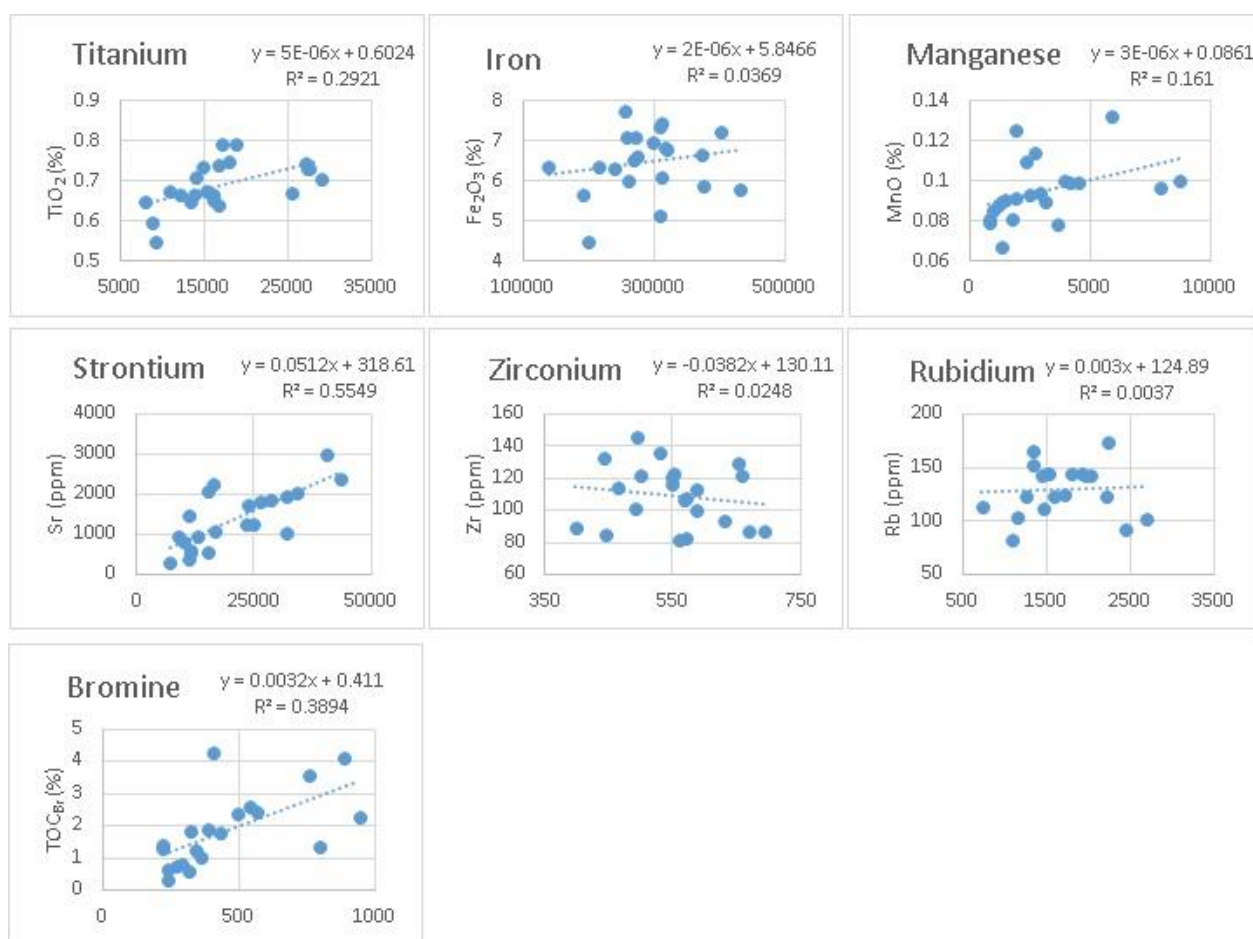 Titanium
y = 5E-06x + 0.6024
R² = 0.2921
0.9
0.8
0.7
0.6
0.5
TiO₂ (%)
5000 15000 25000 35000
Iron
y = 2E-06x + 5.8466
R² = 0.0369
8
7
6
5
4
Fe₂O₃ (%)
100000 300000 500000
Manganese
y = 3E-06x + 0.0861
R² = 0.161
0.14
0.12
0.1
0.08
0.06
MnO (%)
0 5000 10000
Strontium
y = 0.0512x + 318.61
R² = 0.5549
4000
3000
2000
1000
0
Sr (ppm)
0 25000 50000
Zirconium
y = -0.0382x + 130.11
R² = 0.0248
160
140
120
100
80
60
Zr (ppm)
350 550 750
Rubidium
y = 0.003x + 124.89
R² = 0.0037
200
150
100
50
Rb (ppm)
500 1500 2500 3500
Bromine
y = 0.0032x + 0.411
R² = 0.3894
5
4
3
2
1
0
TOC_Br (%)
0 500 1000